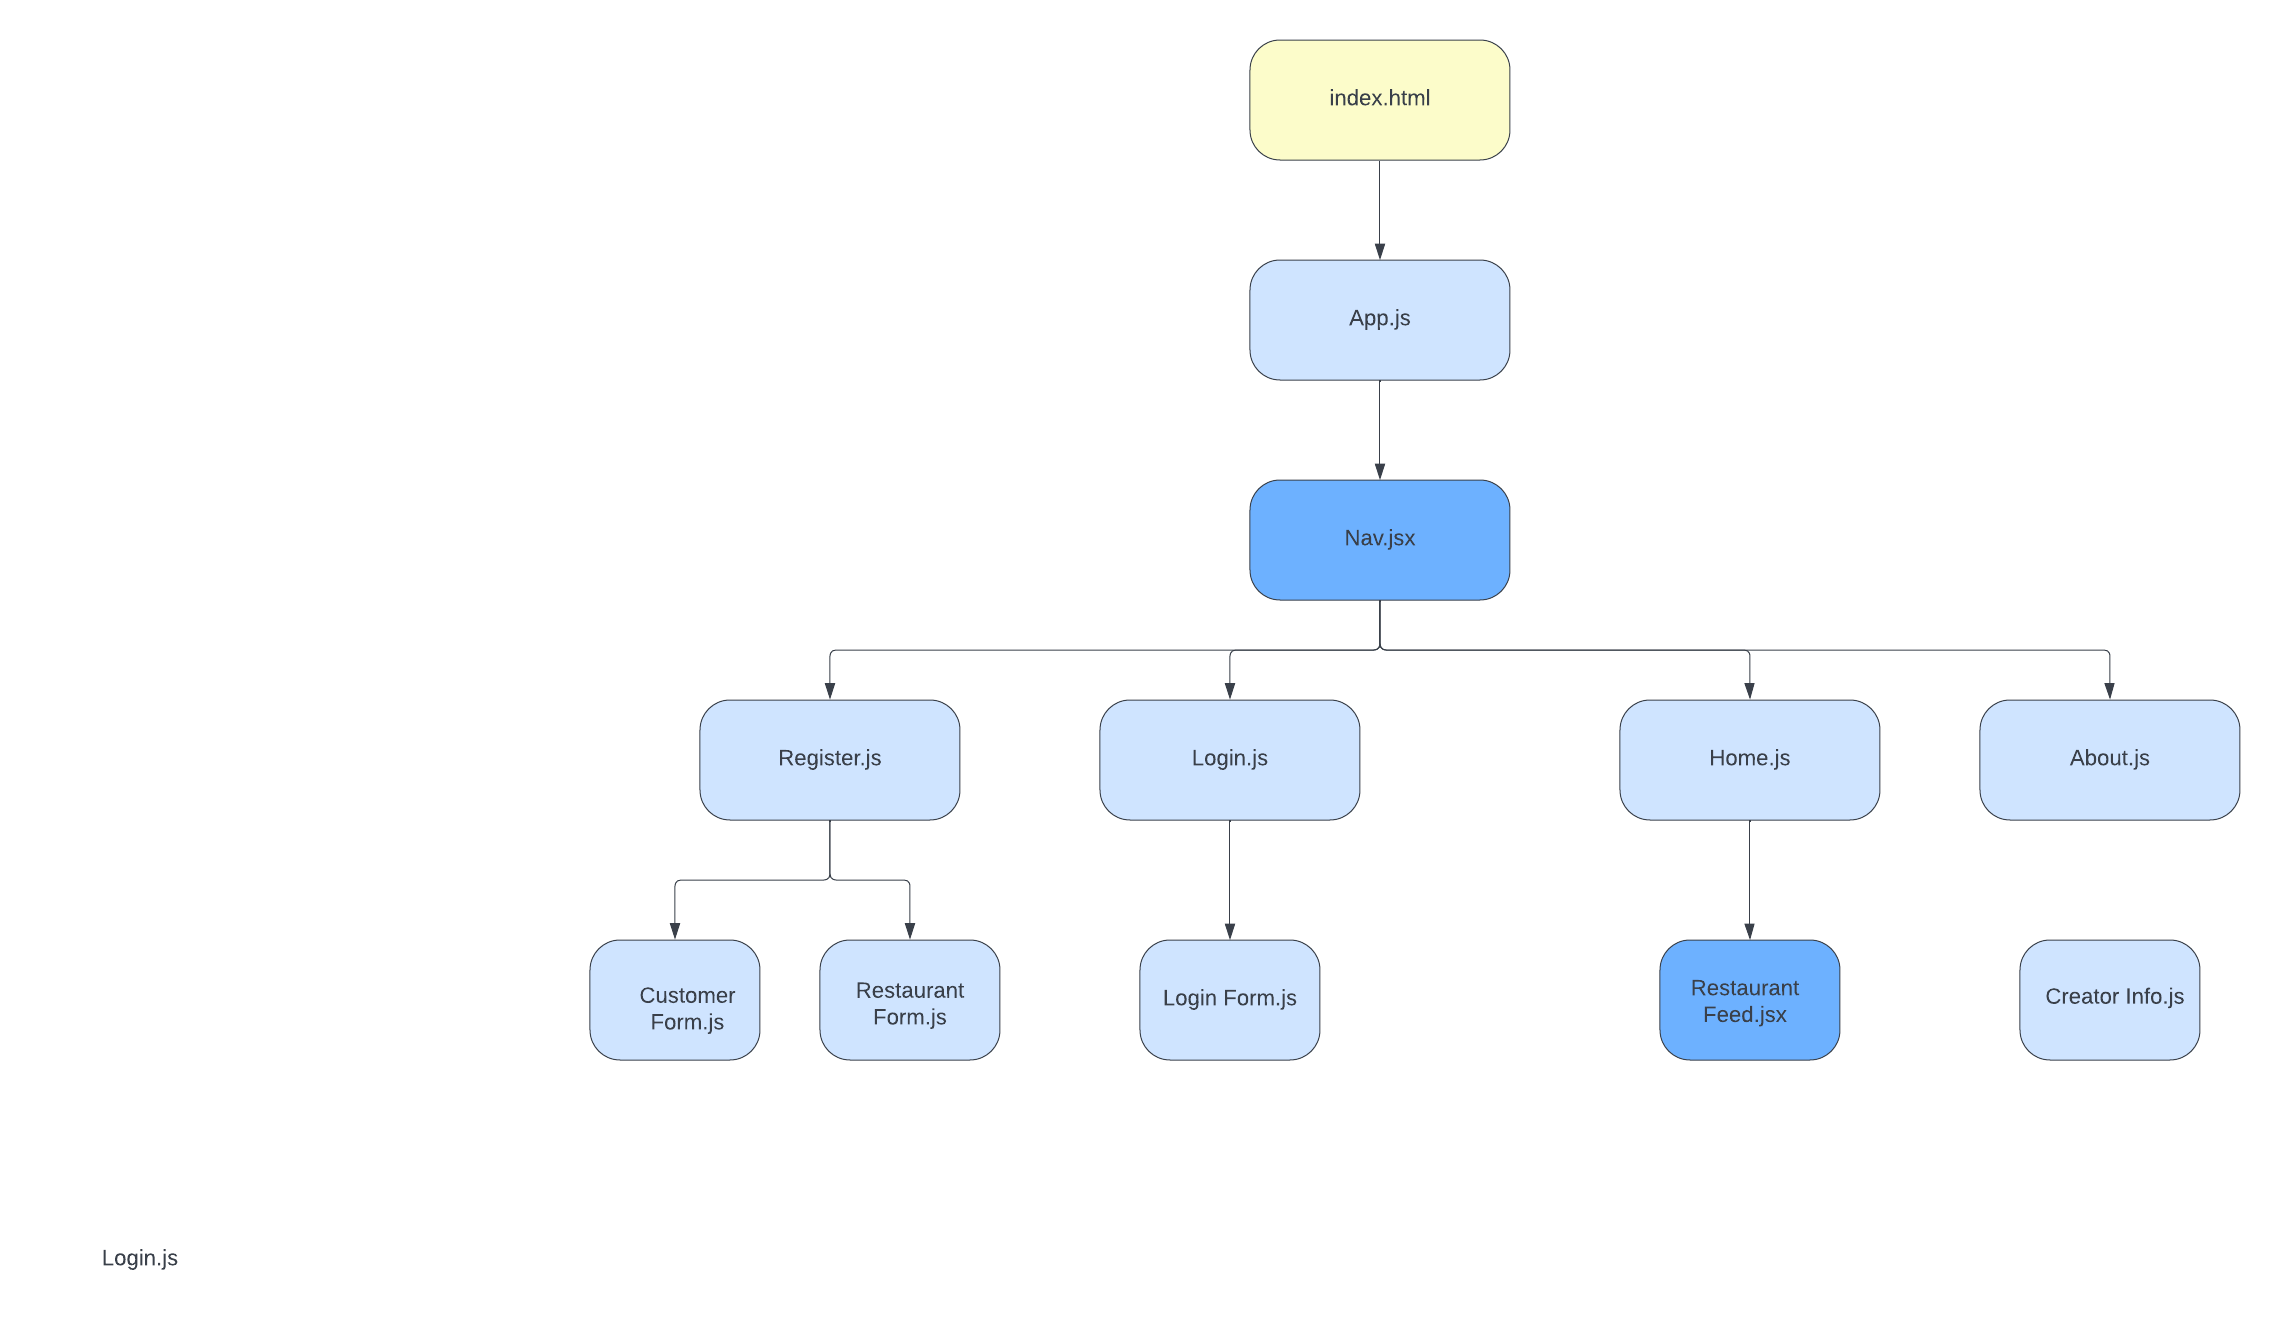 index.html
App.js
Nav.jsx
Register.js
Login.js
Home.js
About.js
Customer
Form.js
Restaurant
Form.js
Login Form.js
Restaurant
Feed.jsx
Creator Info.js
Login.js